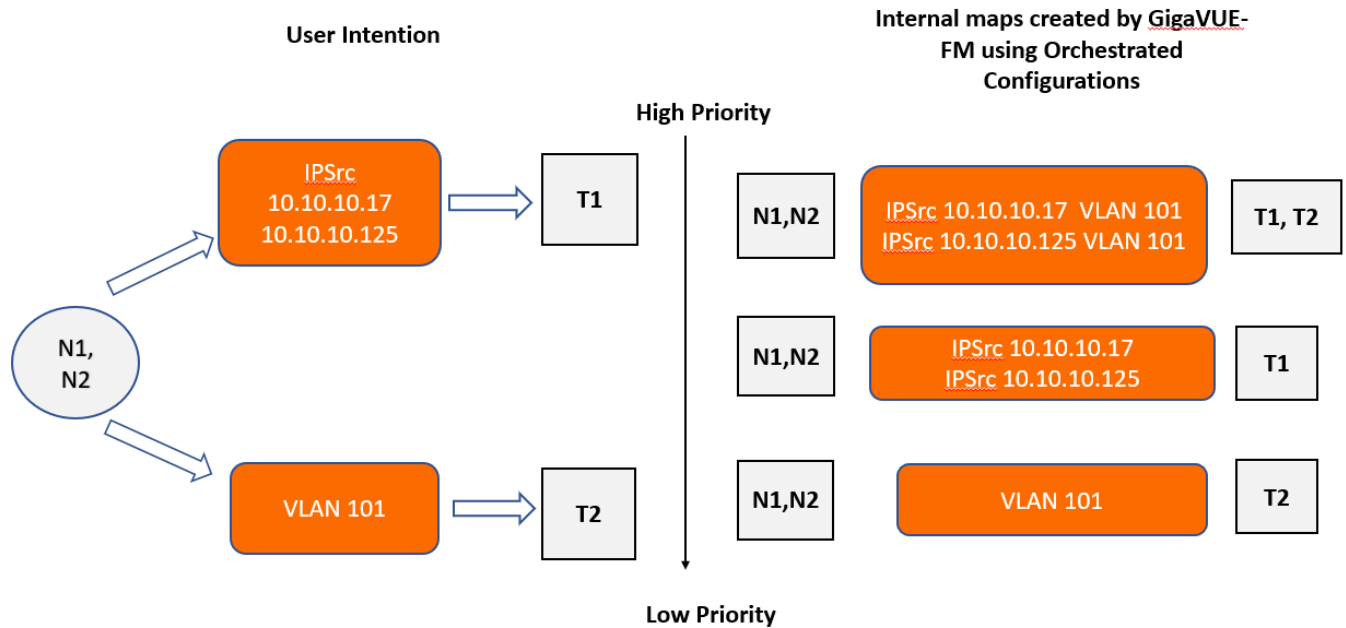 User Intention
Internal maps created by GigaVUE-
FM using Orchestrated
Configurations
High Priority
IPSrc
10.10.10.17
10.10.10.125
T1
N1,
N2
VLAN 101
T2
N1,N2
IPSrc 10.10.10.17 VLAN 101
IPSrc 10.10.10.125 VLAN 101
T1, T2
N1,N2
IPSrc 10.10.10.17
IPSrc 10.10.10.125
T1
N1,N2
VLAN 101
T2
Low Priority